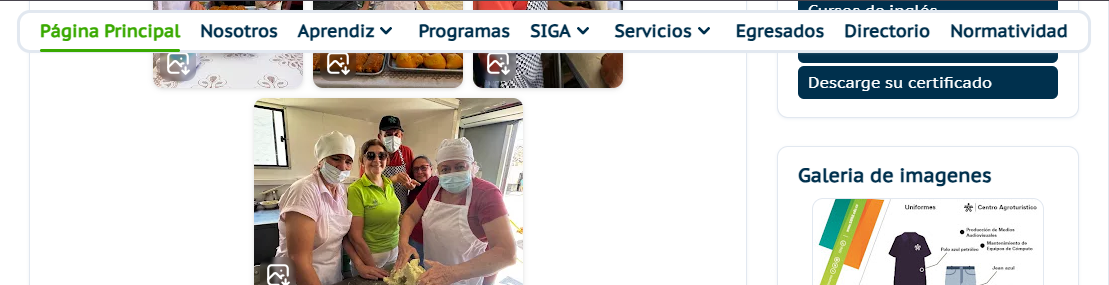 Cursos de inglés
Página Principal Nosotros Aprendiz Programas SIGA Servicios Egresados Directorio Normatividad
Descarge su certificado
Galeria de imagenes
Uniformes
Centro Agroturístico
Producción de Medios
Audiovisuales
Mantenimiento de
Equipos de Cómputo
Polo azul petróleo
Jean azul